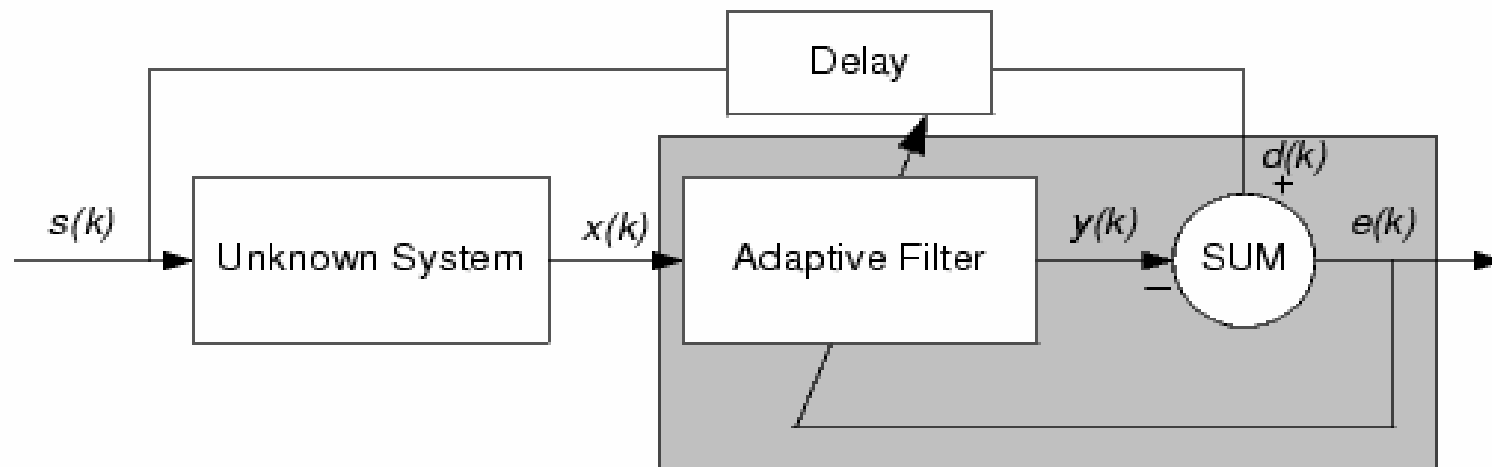 Delay
d(k)
+
s(k)
Unknown System
x(k)
Adaptive Filter
y(k)
−
SUM
e(k)